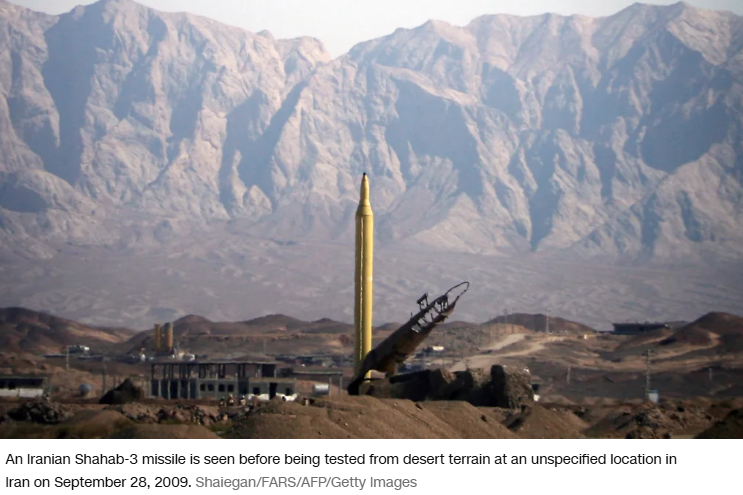 An Iranian Shahab-3 missile is seen before being tested from desert terrain at an unspecified location in
Iran on September 28, 2009. Shaiegan/FARS/AFP/Getty Images